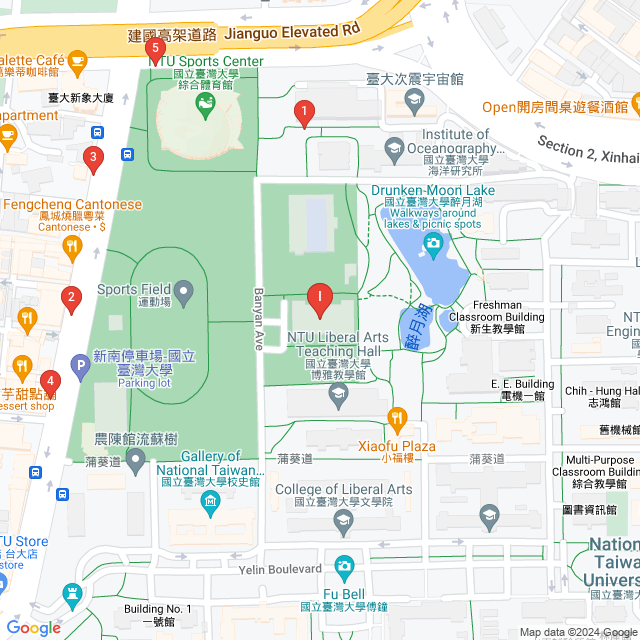 建國高架道路 Jianguo Elevated Rd
5
alette Café
萬樂蒂咖啡館
NTU Sports Center
國立臺灣大學
綜合體育館
臺大次震宇宙館
臺大新象大廈
Open開房間桌遊餐酒館
partment
1
Institute of
Oceanography...
國立臺灣大學
海洋研究所
Section 2, Xinhai
3
Drunken Moon Lake
國立臺灣大學醉月湖
Walkways around
lakes & picnic spots
Fengcheng Cantonese
鳳城燒臘粵菜
Cantonese • $
Sports Field
運動場
2
I
Banyan Ave
醉月湖
Freshman
Classroom Building
新生教學館
NT
Engine
國立
NTU Liberal Arts
Teaching Hall
國立臺灣大學
博雅教學館
新南停車場-國立
臺灣大學
Parking lot
P
4
芋甜點
essert shop
E. E. Building
電機一館
Chih - Hung Hal
志鴻館
舊機械館
農陳館流蘇樹
Xiaofu Plaza
小福樓
蒲葵道
蒲葵道
Gallery of
National Taiwan...
國立臺灣大學校史館
Multi-Purpose
Classroom Building
綜合教學館
College of Liberal Arts
國立臺灣大學文學院
圖書資訊館
TU Store
台大店
store
Yelin Boulevard
Nation
Taiwa
Universi
國立臺灣大
Fu Bell
國立臺灣大學傅鐘
Building No. 1
一號館
Google
Map data ©2024 Google